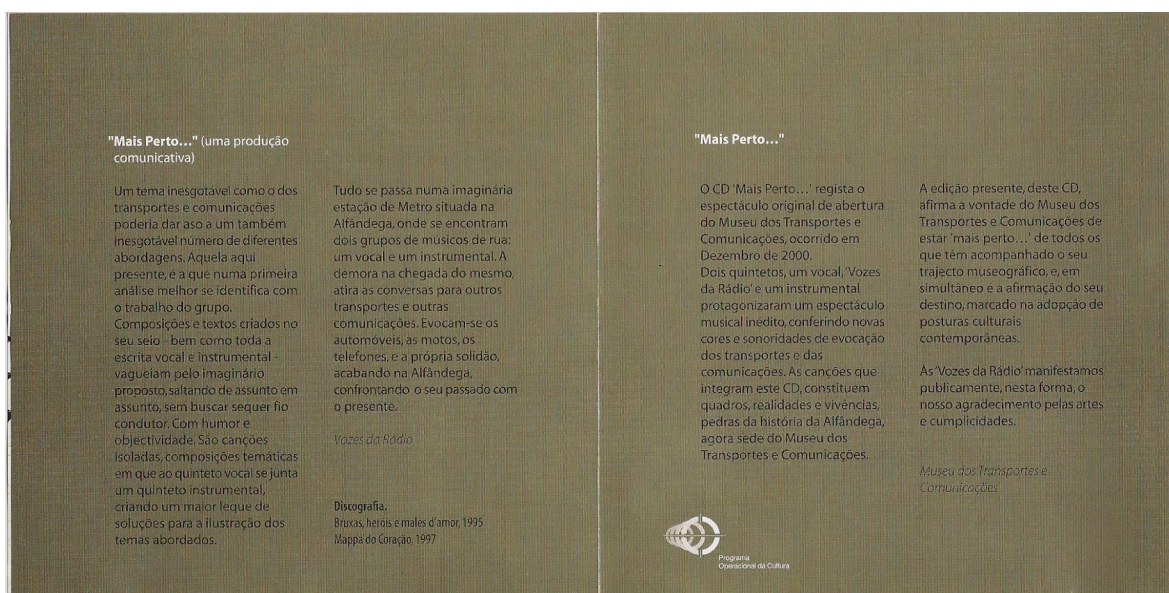 "Mais Perto..." (uma produção
comunicativa)
Um tema inesgotável como o dos
transportes e comunicações
poderia dar aso a um também
inesgotável número de diferentes
abordagens. Aquela aqui
presente, é a que numa primeira
análise melhor se identifica com
o trabalho do grupo.
Composições e textos criados no
seu seio - bem como toda a
escrita vocal e instrumental -
vagueiam pelo imaginário
proposto, saltando de assunto em
assunto, sem buscar sequer fio
condutor. Com humor e
objectividade. São canções
isoladas, composições temáticas
em que ao quinteto vocal se junta
um quinteto instrumental,
criando um maior leque de
soluções para a ilustração dos
temas abordados.
Tudo se passa numa imaginária
estação de Metro situada na
Alfândega, onde se encontram
dois grupos de músicos de rua:
um vocal e um instrumental. A
demora na chegada do mesmo,
atira as conversas para outros
transportes e outras
comunicações. Evocam-se os
automóveis, as motos, os
telefones, e a própria solidão,
acabando na Alfândega,
confrontando o seu passado com
o presente.
Vozes da Rádio
Discografia.
Bruxas, heróis e males d'amor, 1995
Mappa do Coração, 1997
"Mais Perto..."
O CD 'Mais Perto...' regista o
espectáculo original de abertura
do Museu dos Transportes e
Comunicações, ocorrido em
Dezembro de 2000.
Dois quintetos, um vocal, 'Vozes
da Rádio' e um instrumental
protagonizaram um espectáculo
musical inédito, conferindo novas
cores e sonoridades de evocação
dos transportes e das
comunicações. As canções que
integram este CD, constituem
quadros, realidades e vivências,
pedras da história da Alfândega,
agora sede do Museu dos
Transportes e Comunicações.
A edição presente, deste CD,
afirma a vontade do Museu dos
Transportes e Comunicações de
estar 'mais perto...' de todos os
que têm acompanhado o seu
trajecto museográfico, e, em
simultâneo é a afirmação do seu
destino, marcado na adopção de
posturas culturais
contemporâneas.
Às 'Vozes da Rádio' manifestamos
publicamente, nesta forma, o
nosso agradecimento pelas artes
e cumplicidades.
Museu dos Transportes e
Comunicações
Programa
Operacional da Cultura